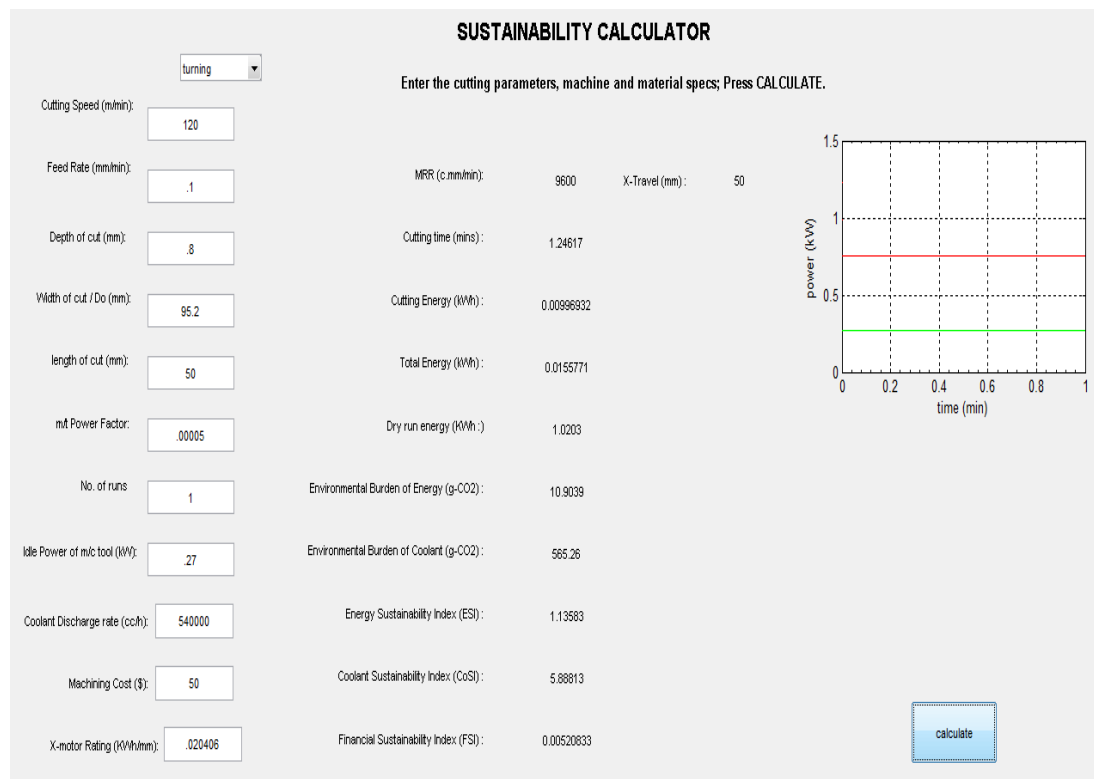 SUSTAINABILITY CALCULATOR
turning
Enter the cutting parameters, machine and material specs; Press CALCULATE.
Cutting Speed (m/min):
120
Feed Rate (mm/min):
.1
Depth of cut (mm):
.8
Width of cut / Do (mm):
95.2
length of cut (mm):
50
m/t Power Factor:
.00005
No. of runs
1
Idle Power of m/c tool (kW):
.27
Coolant Discharge rate (cc/h):
540000
Machining Cost ($):
50
X-motor Rating (KWh/mm):
.020406
MRR (c.mm/min):
9600
X-Travel (mm) :
50
Cutting time (mins) :
1.24617
Cutting Energy (kWh) :
0.00996932
Total Energy (kWh) :
0.0155771
Dry run energy (KWh :)
1.0203
Environmental Burden of Energy (g-CO2) :
10.9039
Environmental Burden of Coolant (g-CO2) :
565.26
Energy Sustainability Index (ESI) :
1.13583
Coolant Sustainability Index (CoSI) :
5.88813
Financial Sustainability Index (FSI) :
0.00520833
1.5
1
0.5
0
power (kW)
0 0.2 0.4 0.6 0.8 1
time (min)
calculate